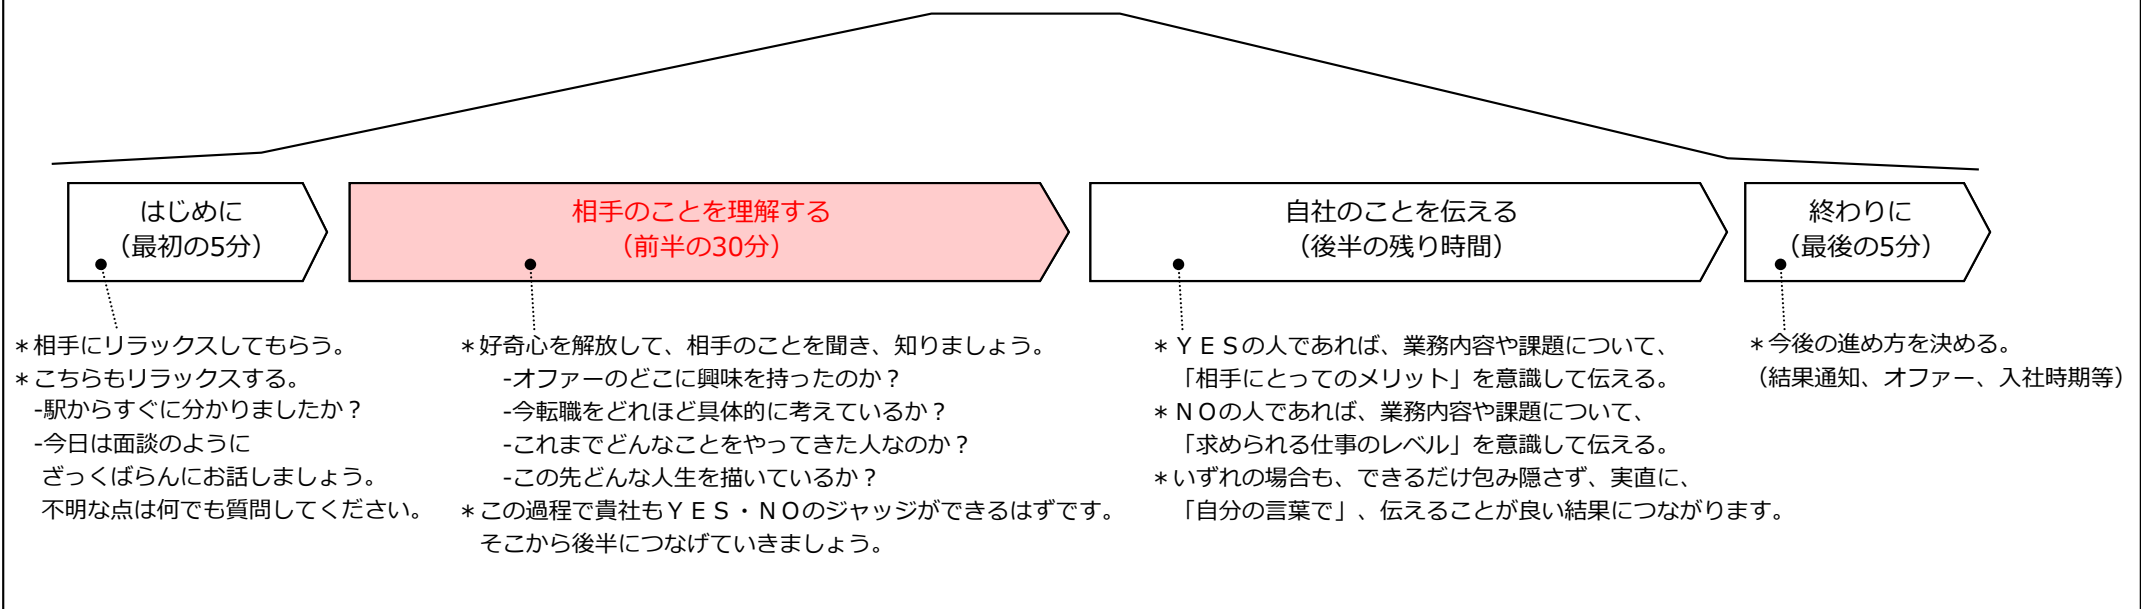 はじめに
（最初の5分）
相手のことを理解する
（前半の30分）
自社のことを伝える
（後半の残り時間）
終わりに
（最後の5分）
＊相手にリラックスしてもらう。
＊こちらもリラックスする。
-駅からすぐに分かりましたか？
-今日は面談のように
ざっくばらんにお話しましょう。
不明な点は何でも質問してください。
＊好奇心を解放して、相手のことを聞き、知りましょう。
-オファーのどこに興味を持ったのか？
-今転職をどれほど具体的に考えているか？
-これまでどんなことをやってきた人なのか？
-この先どんな人生を描いているか？
＊この過程で貴社もＹＥＳ・ＮＯのジャッジができるはずです。
そこから後半につなげていきましょう。
＊ＹＥＳの人であれば、業務内容や課題について、
「相手にとってのメリット」を意識して伝える。
＊ＮＯの人であれば、業務内容や課題について、
「求められる仕事のレベル」を意識して伝える。
＊いずれの場合も、できるだけ包み隠さず、実直に、
「自分の言葉で」、伝えることが良い結果につながります。
＊今後の進め方を決める。
（結果通知、オファー、入社時期等）